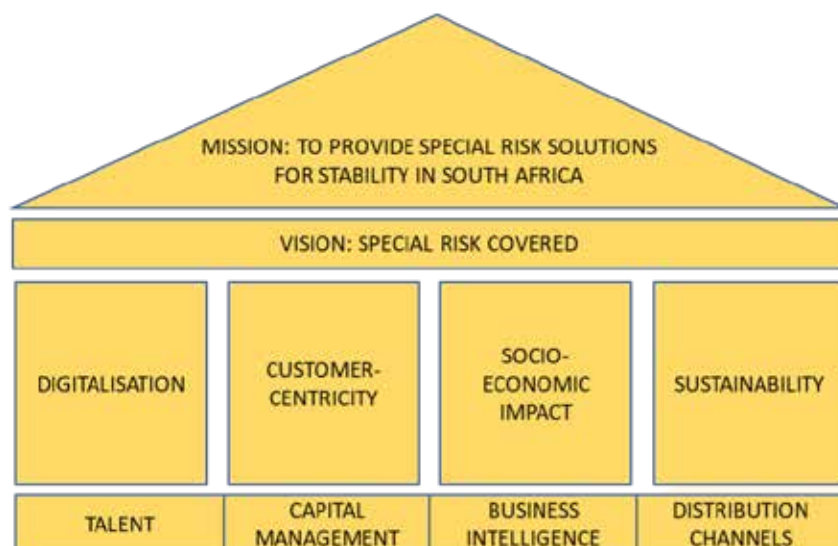 MISSION: TO PROVIDE SPECIAL RISK SOLUTIONS
FOR STABILITY IN SOUTH AFRICA
VISION: SPECIAL RISK COVERED
DIGITALISATION
CUSTOMER-
CENTRICITY
SOCIO-
ECONOMIC
IMPACT
SUSTAINABILITY
TALENT
CAPITAL
MANAGEMENT
BUSINESS
INTELLIGENCE
DISTRIBUTION
CHANNELS